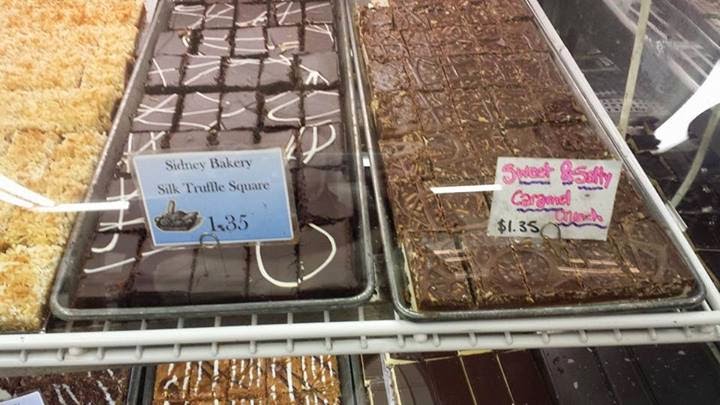 Sidney Bakery
Silk Truffle Square
1.35
Sweet & Salty
Caramel
Crunch
$1.35